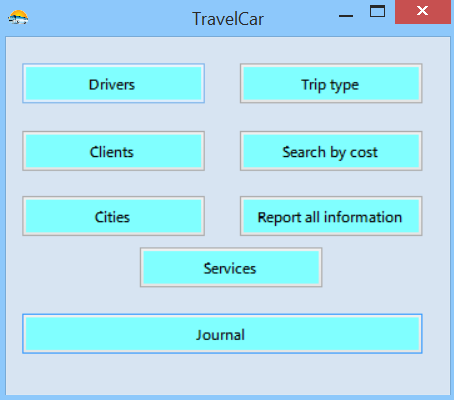 TravelCar
Drivers
Trip type
Clients
Search by cost
Cities
Report all information
Services
Journal